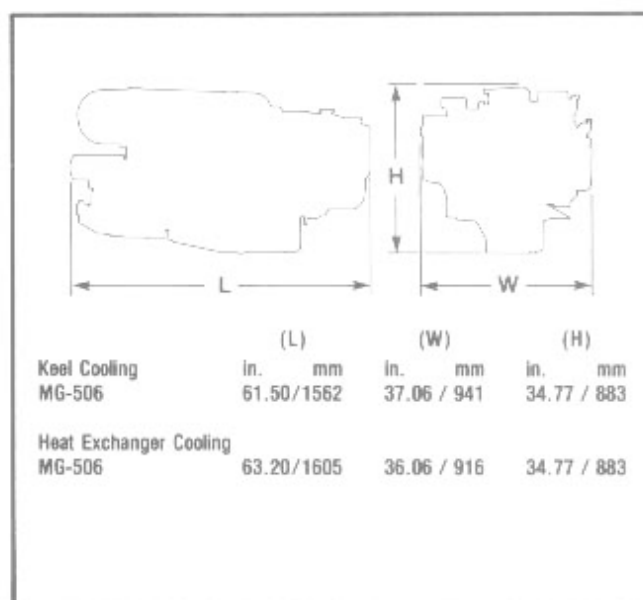 H
L
W
(L) (W) (H)
Keel Cooling in. mm in. mm in. mm
MG-506 61.50/1562 37.06 / 941 34.77 / 883
Heat Exchanger Cooling
MG-506 63.20/1605 36.06 / 916 34.77 / 883